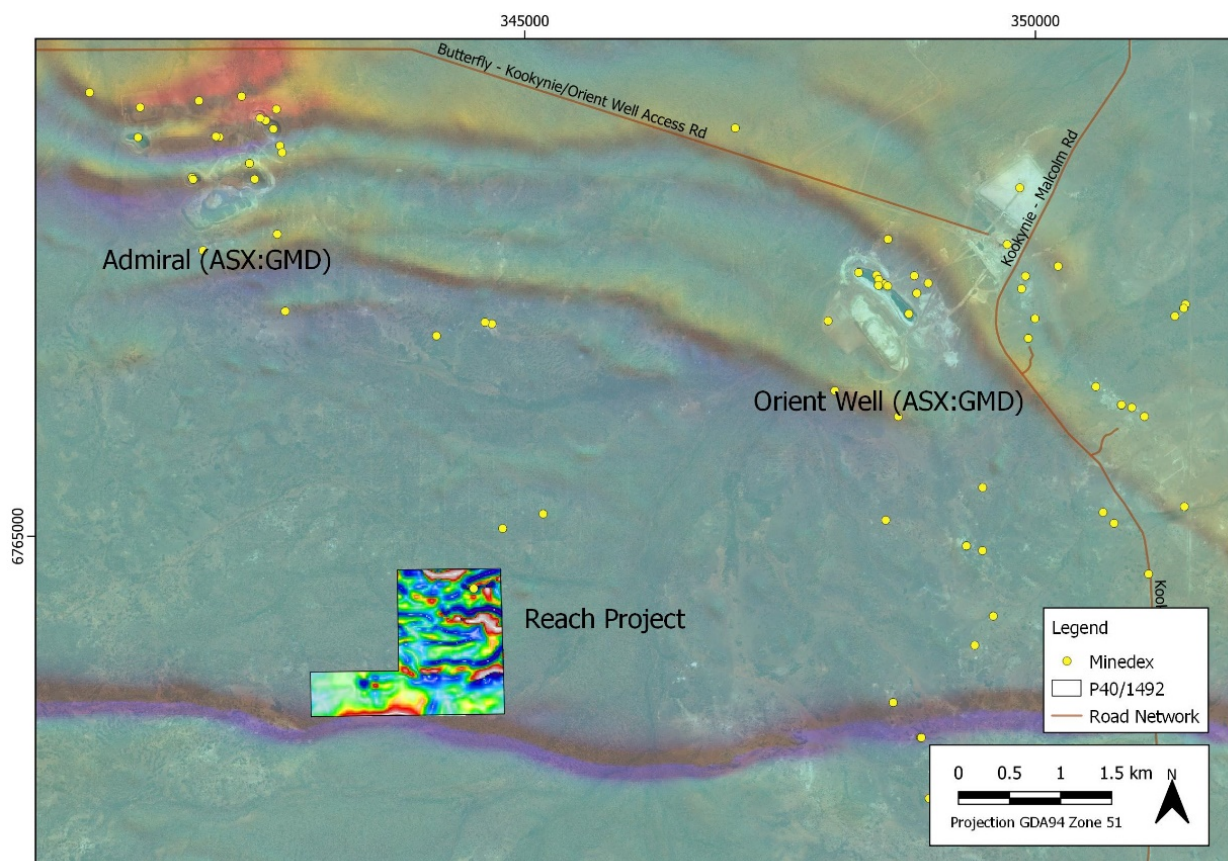 345000
350000
Butterfly - Kookynie/Orient Well Access Rd
Kookynie - Malcolm Rd
Admiral (ASX:GMD)
Orient Well (ASX:GMD)
6765000
Reach Project
Koo
Legend
Minedex
P40/1492
Road Network
0 0.5 1 1.5 km
N
Projection GDA94 Zone 51